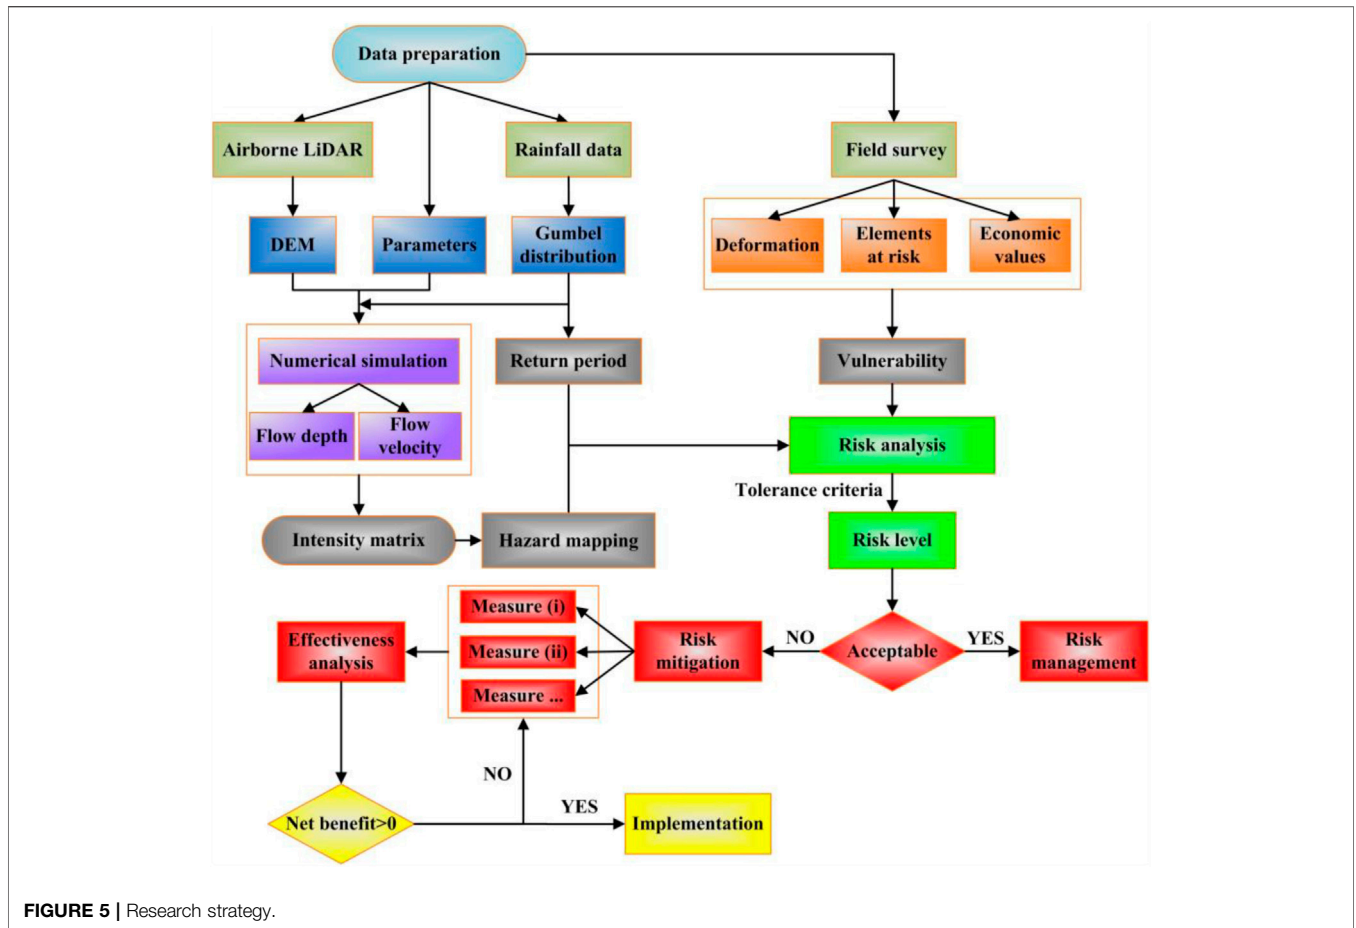 Data preparation
Airborne LiDAR
Rainfall data
Field survey
DEM
Parameters
Gumbel
distribution
Deformation
Elements
at risk
Economic
values
Numerical simulation
Return period
Vulnerability
Flow depth
Flow
velocity
Risk analysis
Tolerance criteria
Intensity matrix
Hazard mapping
Risk level
Effectiveness
analysis
Measure (i)
Measure (ii)
Measure ...
Risk
mitigation
NO
Acceptable
YES
Risk
management
NO
Net benefit>0
YES
Implementation
FIGURE 5 | Research strategy.